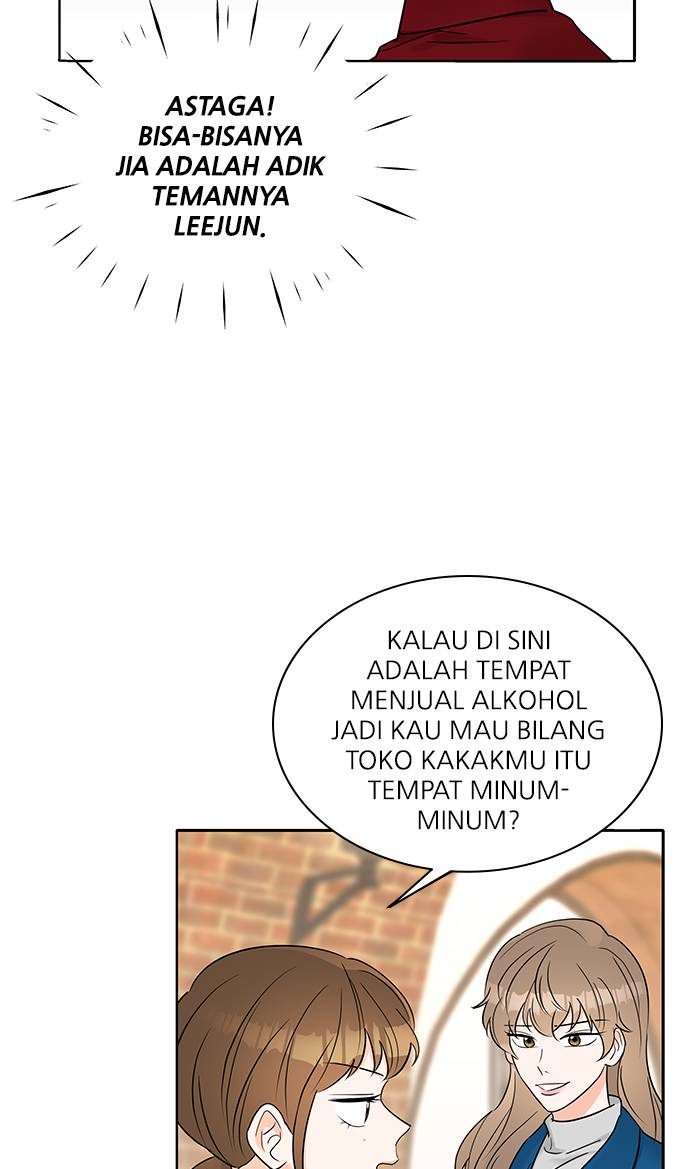 ASTAGA!
BISA-BISANYA
JIA ADALAH ADIK
TEMANNYA
LEEJUN.
KALAU DI SINI
ADALAH TEMPAT
MENJUAL ALKOHOL
JADI KAU MAU BILANG
TOKO KAKAKMU ITU
TEMPAT MINUM-
MINUM?